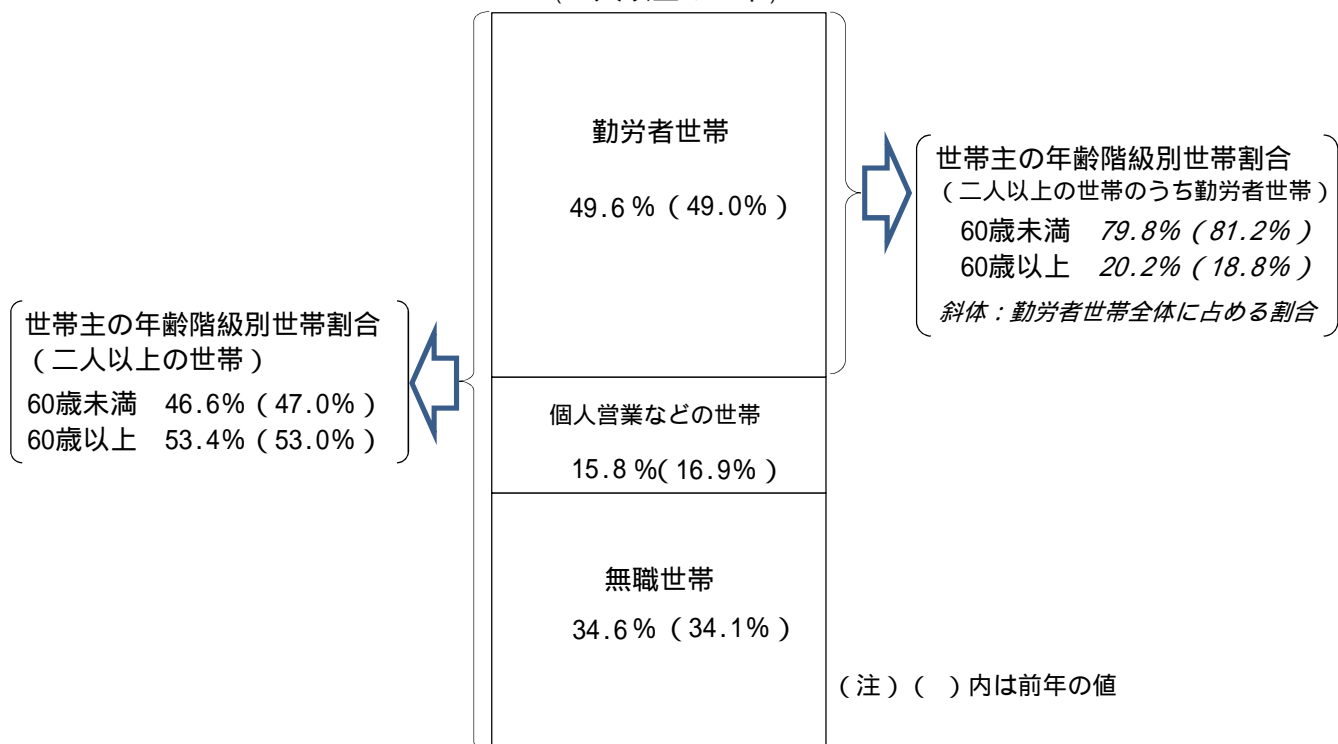 勤労者世帯
49.6％（49.0％）
世帯主の年齢階級別世帯割合
（二人以上の世帯のうち勤労者世帯）
60歳未満　79.8%（81.2%）
60歳以上　20.2%（18.8%）
斜体：勤労者世帯全体に占める割合
世帯主の年齢階級別世帯割合
（二人以上の世帯）
60歳未満　46.6%（47.0%）
60歳以上　53.4%（53.0%）
個人営業などの世帯
15.8％（16.9%）
無職世帯
34.6％（34.1%）
（注）（　）内は前年の値